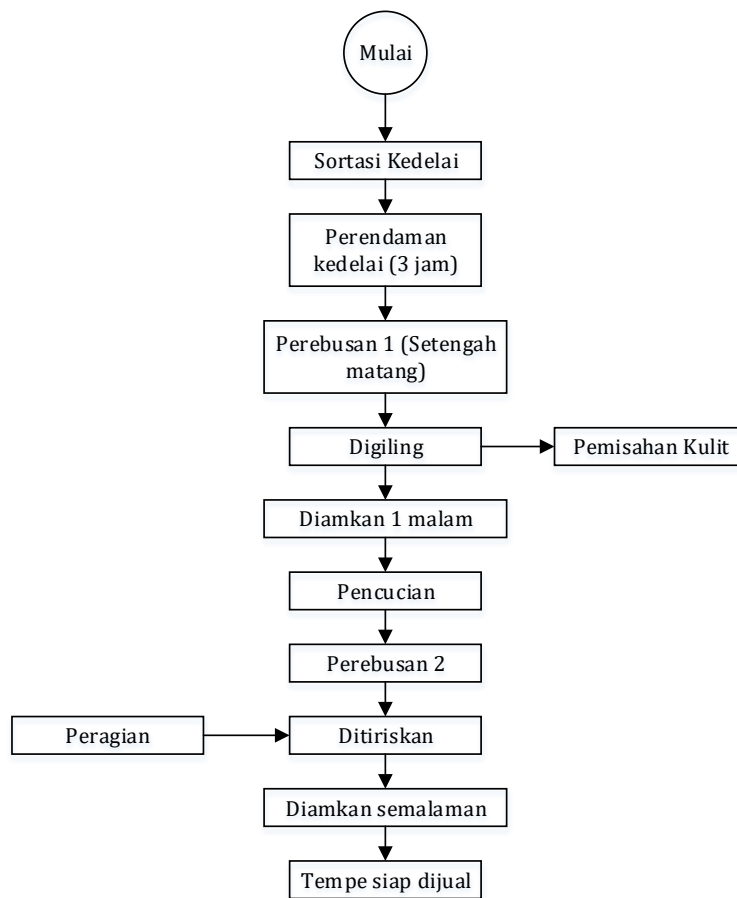 Mulai
Sortasi Kedelai
Perendaman
kedelai (3 jam)
Perebusan 1 (Setengah
matang)
Digiling
Pemisahan Kulit
Diamkan 1 malam
Pencucian
Perebusan 2
Peragian
Ditiriskan
Diamkan semalaman
Tempe siap dijual